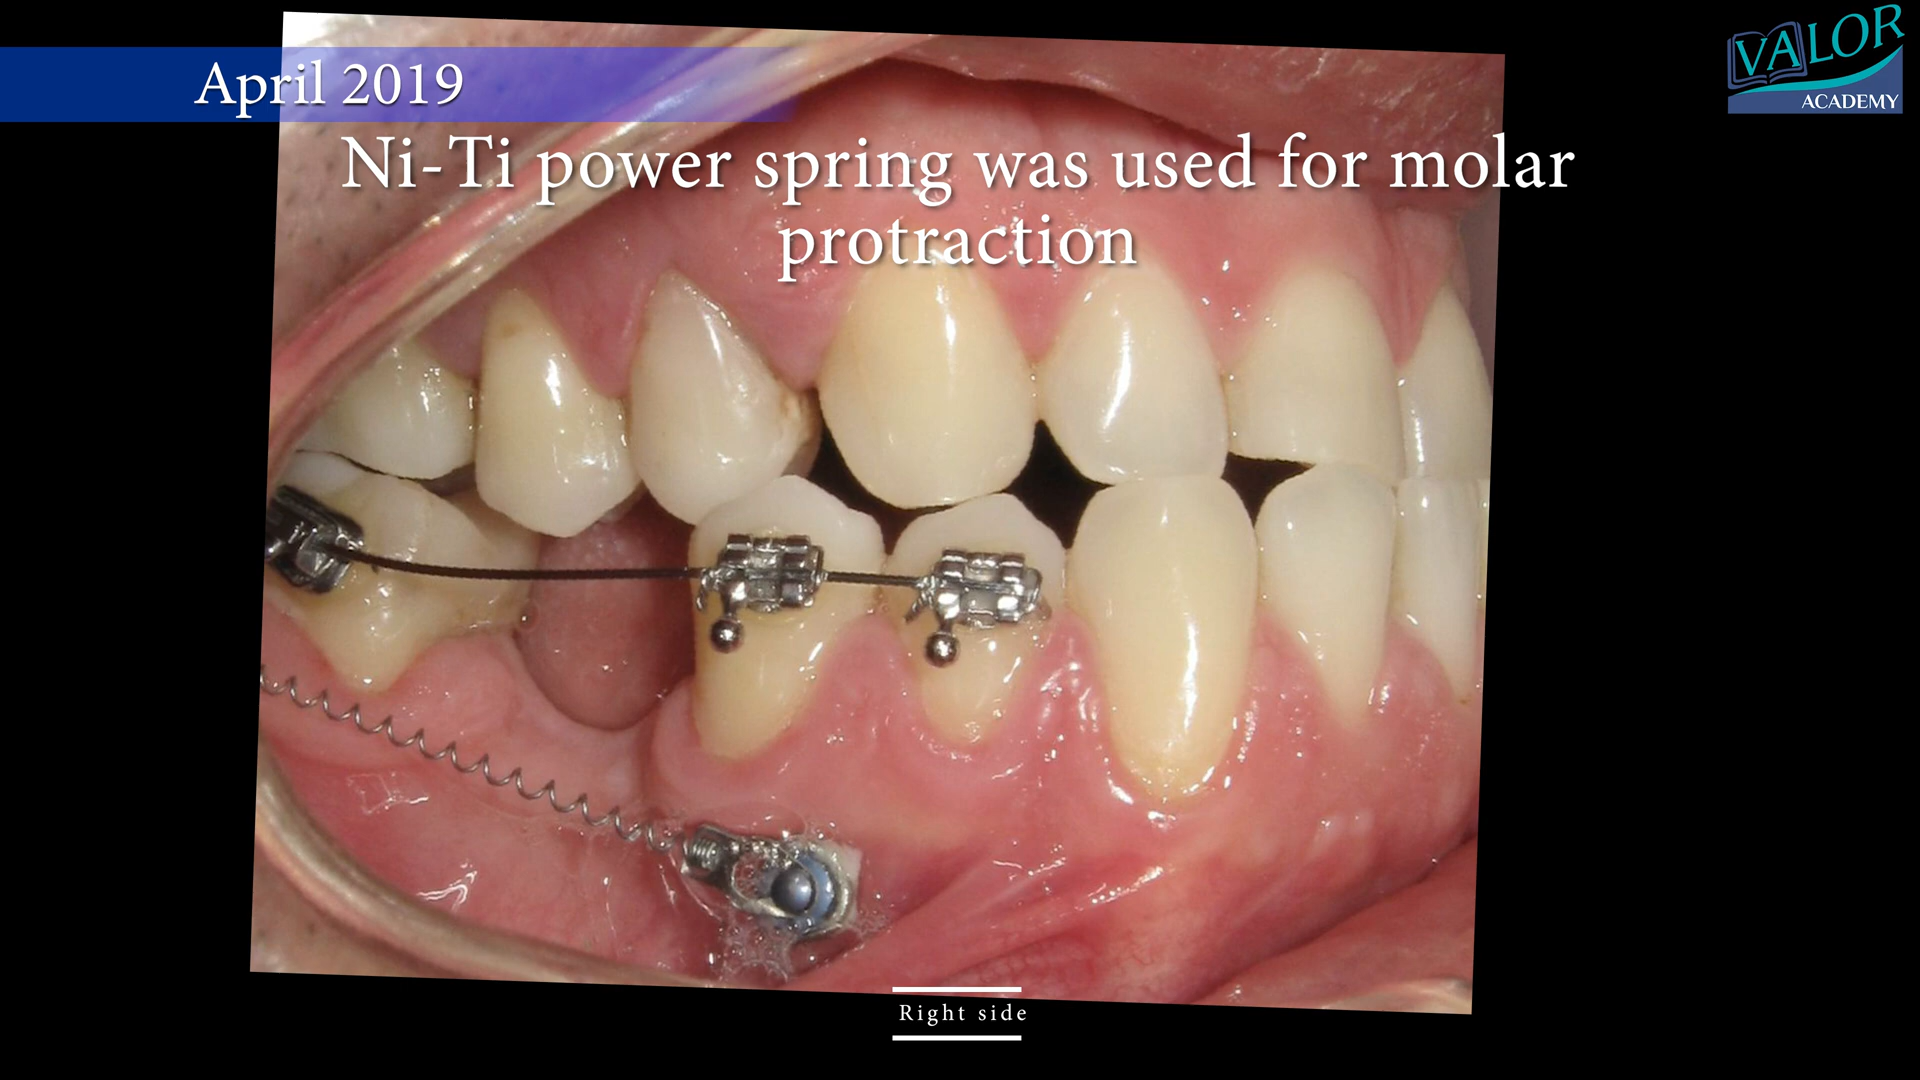 April 2019
VALOR
ACADEMY
Ni-Ti power spring was used for molar
protraction
Right side